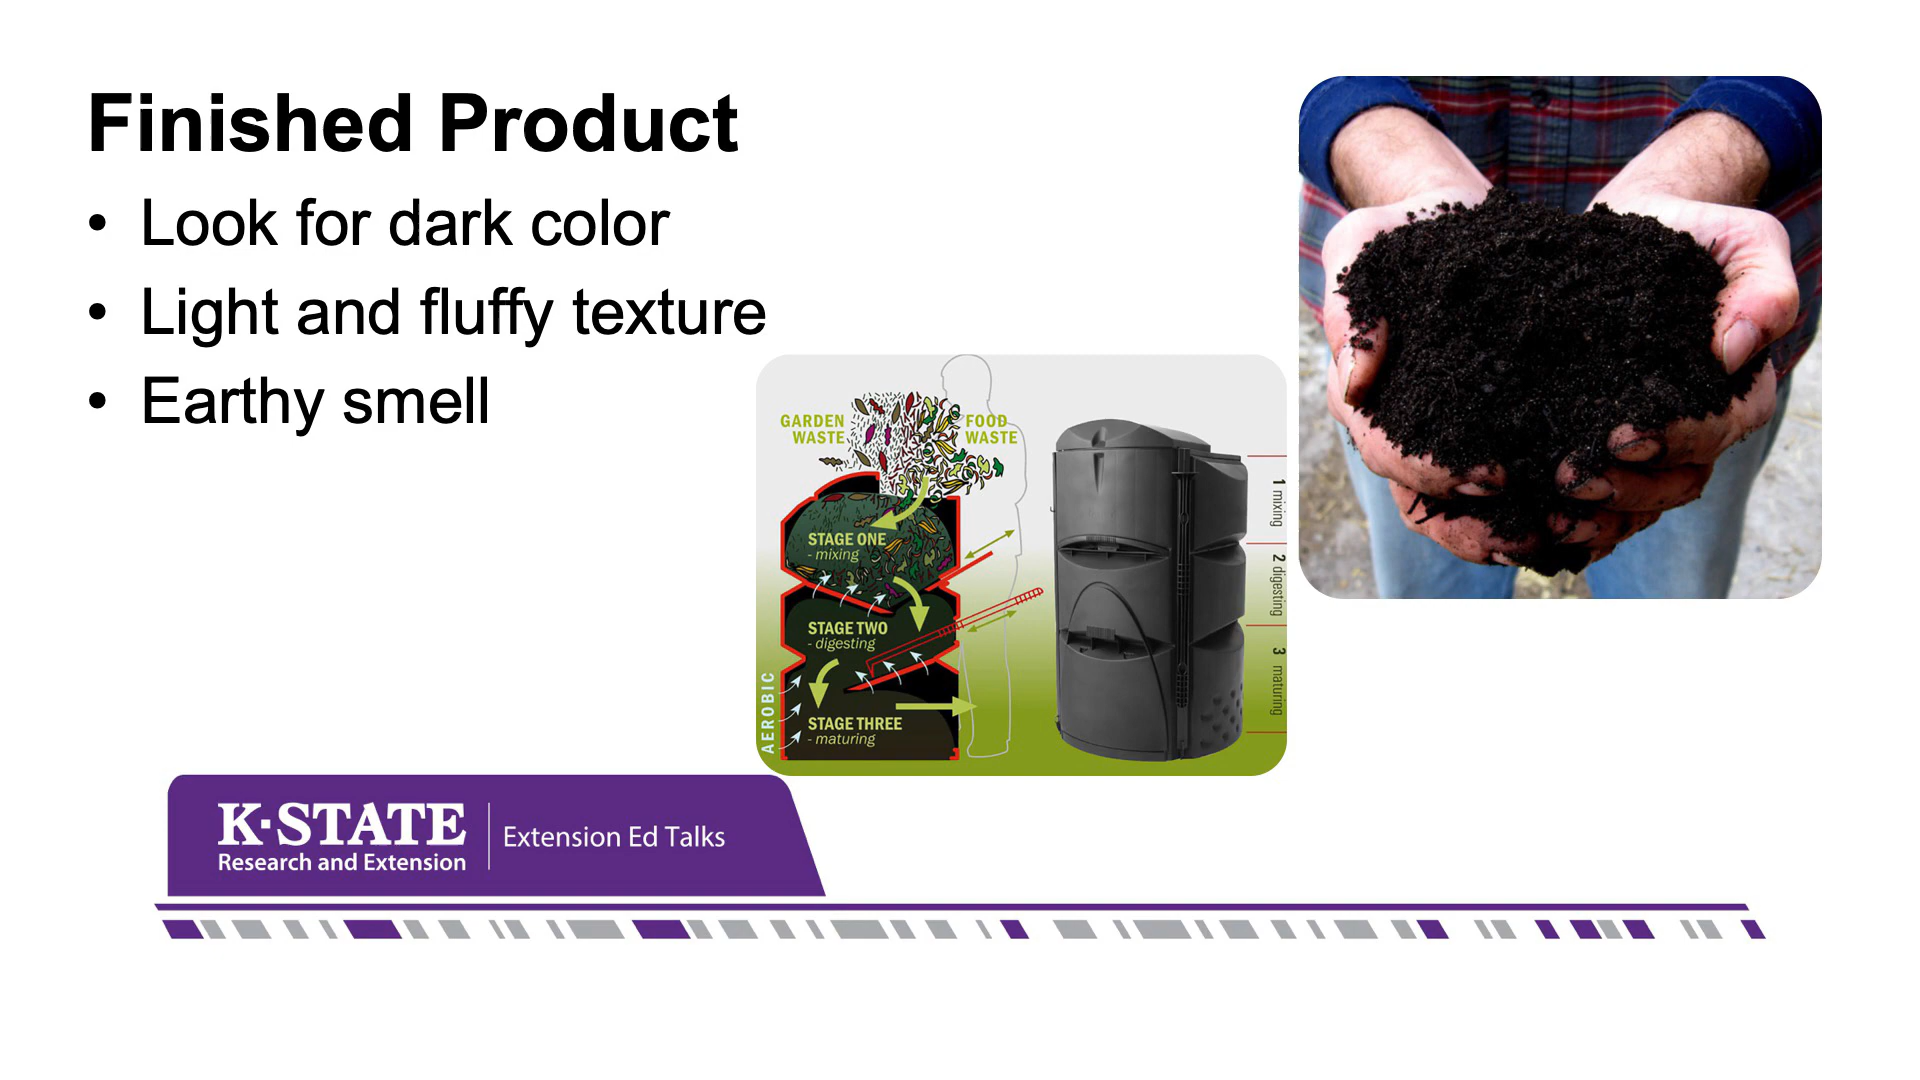 Finished Product
• Look for dark color
• Light and fluffy texture
• Earthy smell
GARDEN
WASTE
FOOD
WASTE
STAGE ONE
- mixing
STAGE TWO
- digesting
STAGE THREE
- maturing
AEROBIC
1 mixing
2 digesting
3 maturing
K·STATE
Research and Extension
Extension Ed Talks